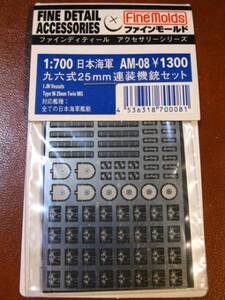 FINE DETAIL
ACCESSORIES
FineMolds
ファインモールド
ファインディティール アクセサリーシリーズ
1:700 日本海軍 AM-08 ¥1300
九六式25mm 連装機銃セット
I.J.N Vessels
Type 96 25mm Twin MG
対応艦種:
全ての日本海軍艦艇
4 536318 700081